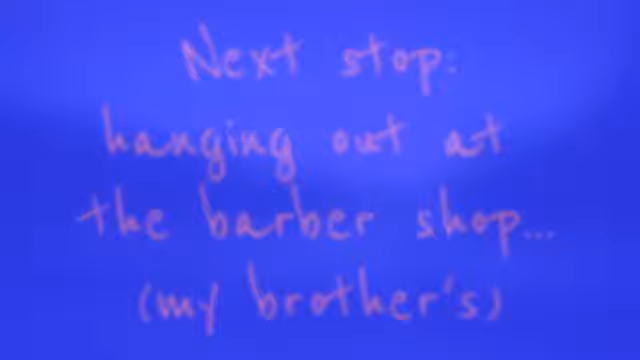 Next stop:
hanging out at
the barber shop...
(my brother's)